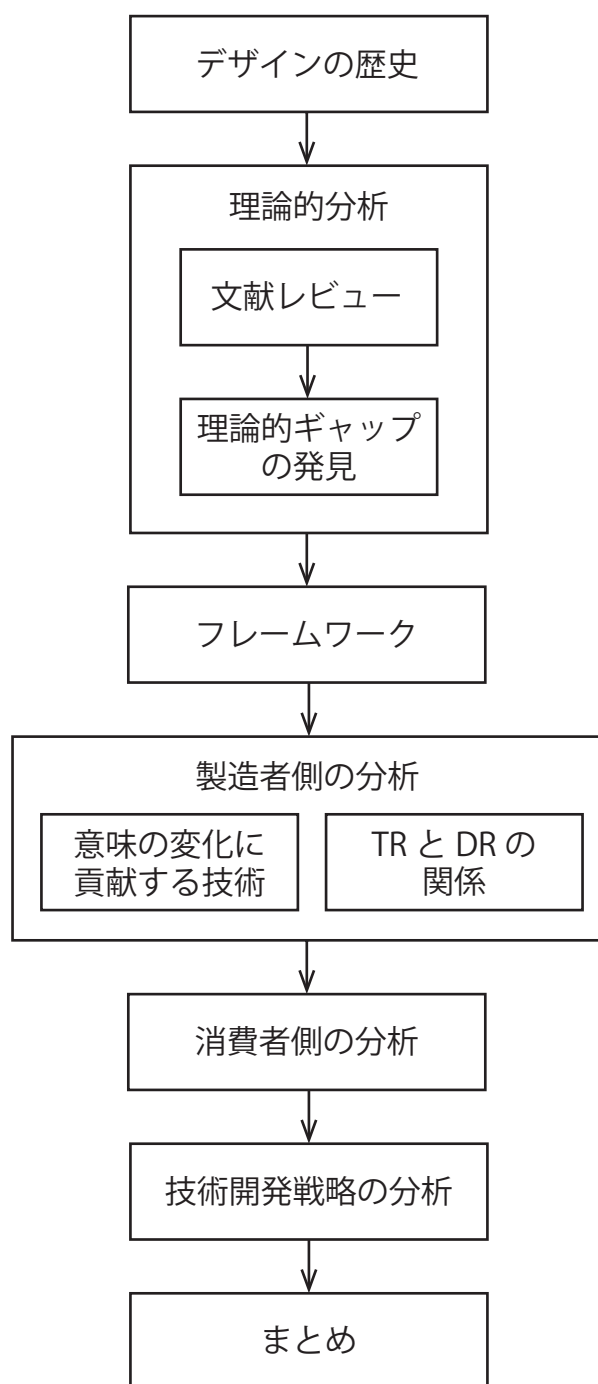 デザインの歴史
理論的分析
文献レビュー
理論的ギャップ
の発見
フレームワーク
製造者側の分析
意味の変化に
貢献する技術
TR と DR の
関係
消費者側の分析
技術開発戦略の分析
まとめ